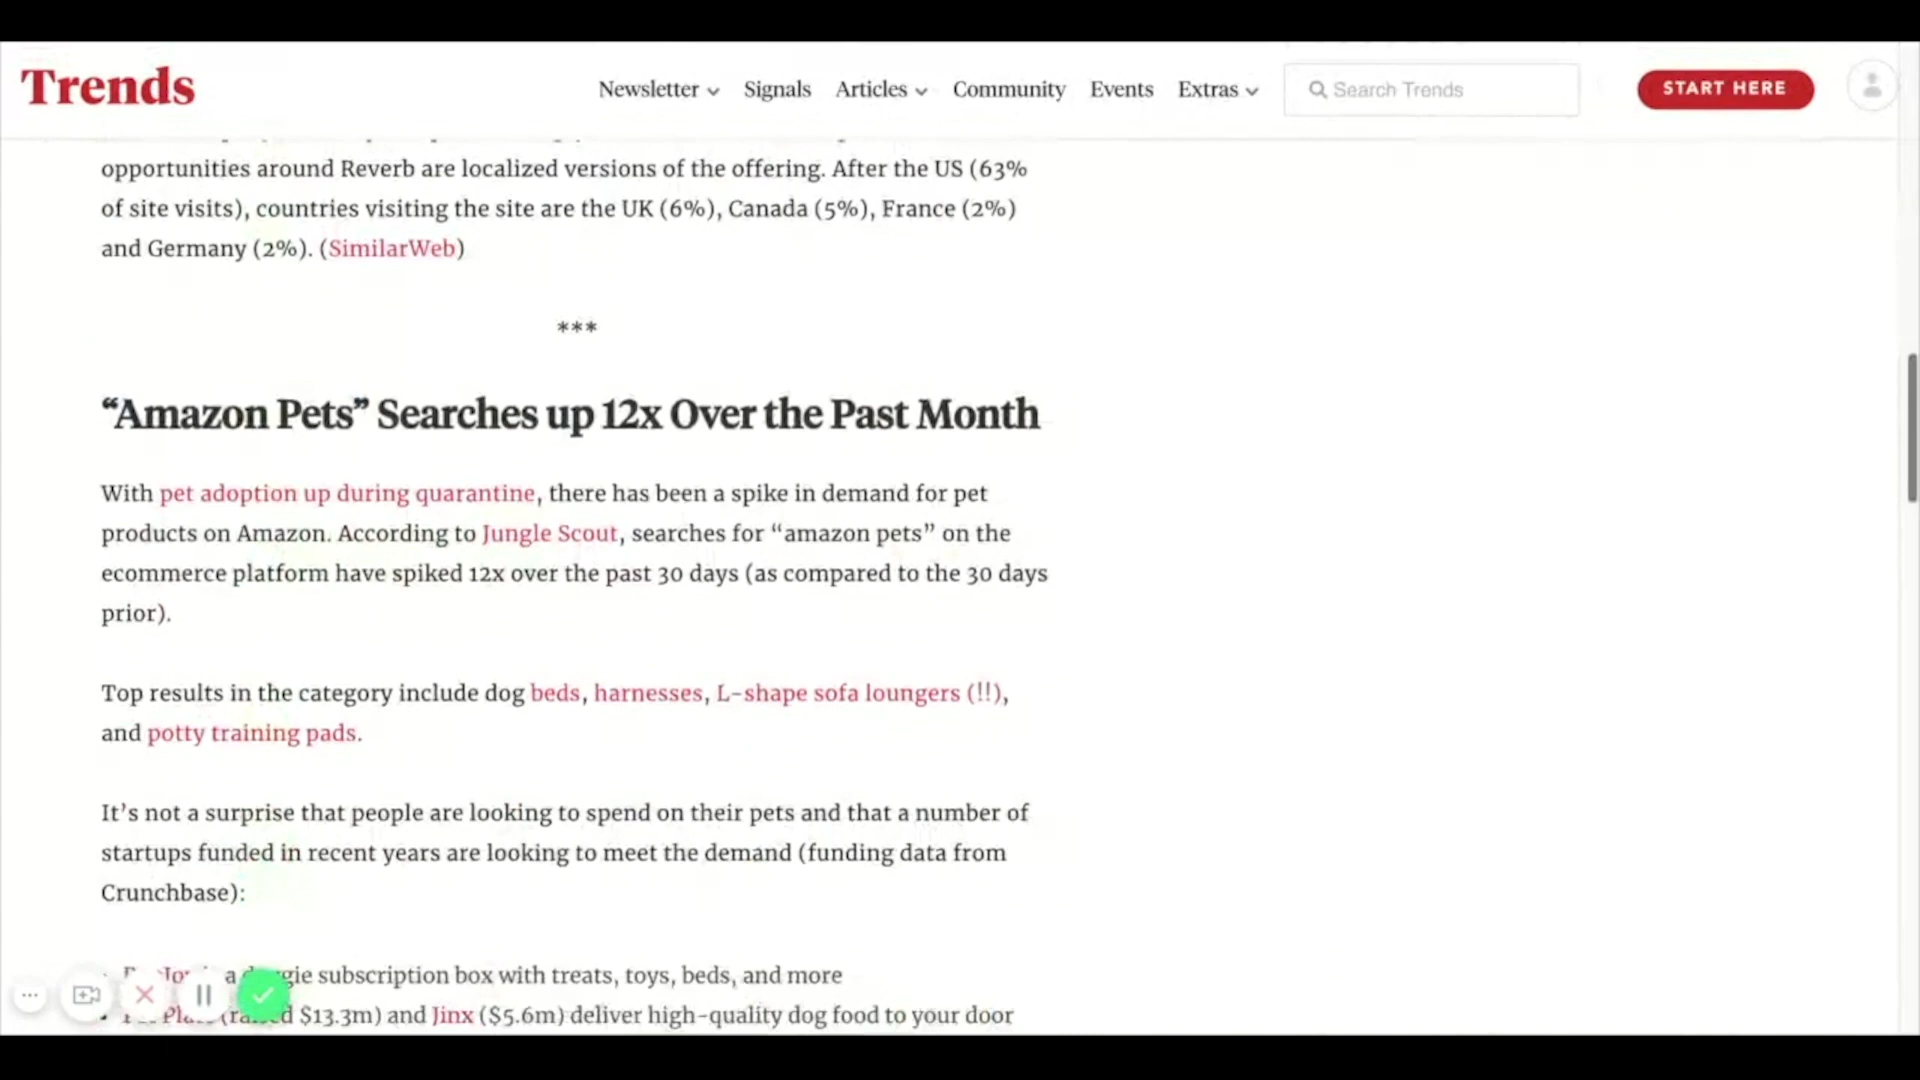 Trends
Newsletter Signals Articles Community Events Extras Search Trends START HERE
opportunities around Reverb are localized versions of the offering. After the US (63%
of site visits), countries visiting the site are the UK (6%), Canada (5%), France (2%)
and Germany (2%). (SimilarWeb)
***
“Amazon Pets” Searches up 12x Over the Past Month
With pet adoption up during quarantine, there has been a spike in demand for pet
products on Amazon. According to Jungle Scout, searches for “amazon pets” on the
ecommerce platform have spiked 12x over the past 30 days (as compared to the 30 days
prior).
Top results in the category include dog beds, harnesses, L-shape sofa loungers (!!),
and potty training pads.
It’s not a surprise that people are looking to spend on their pets and that a number of
startups funded in recent years are looking to meet the demand (funding data from
Crunchbase):
a subscription box with treats, toys, beds, and more
$13.3m) and Jinx ($5.6m) deliver high-quality dog food to your door